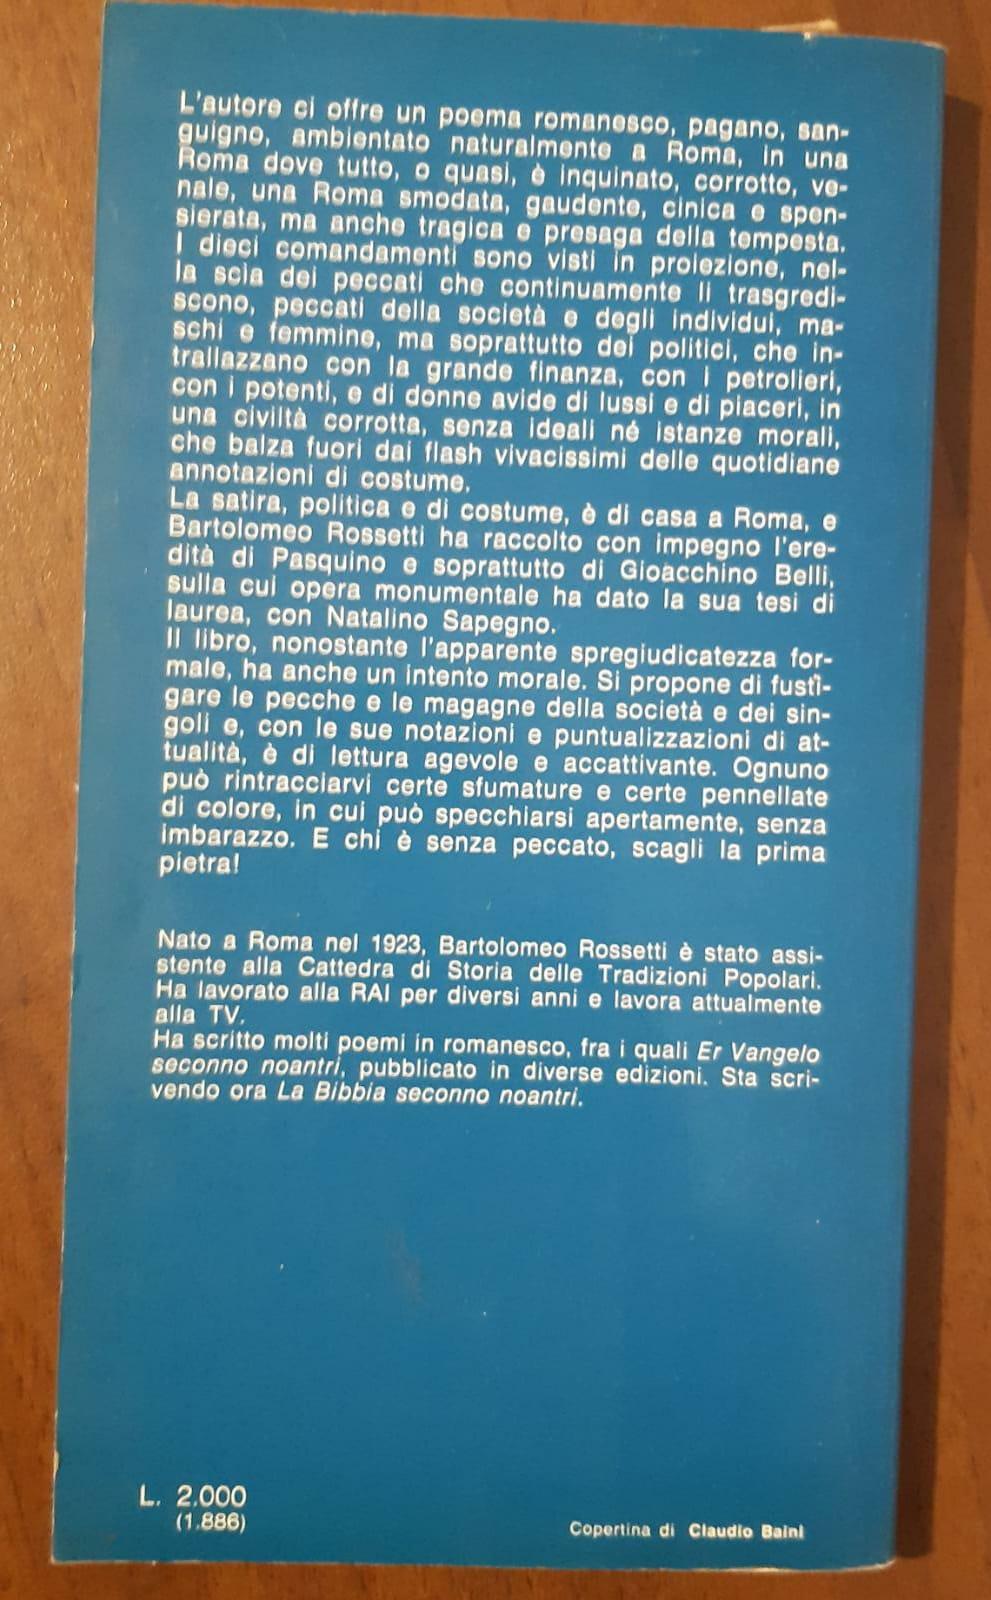 L'autore ci offre un poema romanesco, pagano, san-
guigno, ambientato naturalmente a Roma, in una
Roma dove tutto, o quasi, è inquinato, corrotto, ve-
nale, una Roma smodata, gaudente, cinica e spen-
sierata, ma anche tragica e presaga della tempesta.
I dieci comandamenti sono visti in proiezione, nel-
la scìa dei peccati che continuamente li trasgredi-
scono, peccati della società e degli individui, ma-
schi e femmine, ma soprattutto dei politici, che in-
trallazzano con la grande finanza, con i petrolieri,
con i potenti, e di donne avide di lussi e di piaceri, in
una civiltà corrotta, senza ideali né istanze morali,
che balza fuori dai flash vivacissimi delle quotidiane
annotazioni di costume.
La satira, politica e di costume, è di casa a Roma, e
Bartolomeo Rossetti ha raccolto con impegno l'ere-
dità di Pasquino e soprattutto di Gioacchino Belli,
sulla cui opera monumentale ha dato la sua tesi di
laurea, con Natalino Sapegno.
Il libro, nonostante l'apparente spregiudicatezza for-
male, ha anche un intento morale. Si propone di fusti-
gare le pecche e le magagne della società e dei sin-
goli e, con le sue notazioni e puntualizzazioni di at-
tualità, è di lettura agevole e accattivante. Ognuno
può rintracciarvi certe sfumature e certe pennellate
di colore, in cui può specchiarsi apertamente, senza
imbarazzo. E chi è senza peccato, scagli la prima
pietra!
Nato a Roma nel 1923, Bartolomeo Rossetti è stato assi-
stente alla Cattedra di Storia delle Tradizioni Popolari.
Ha lavorato alla RAI per diversi anni e lavora attualmente
alla TV.
Ha scritto molti poemi in romanesco, fra i quali Er Vangelo
seconno noantri, pubblicato in diverse edizioni. Sta scri-
vendo ora La Bibbia seconno noantri.
L. 2.000
(1.886)
Copertina di Claudio Baini